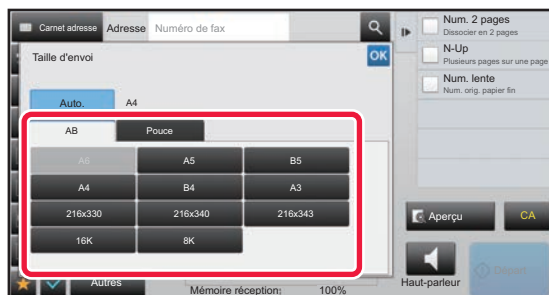 Carnet adresse Adresse Numéro de fax
Num. 2 pages
Dissocier en 2 pages
N-Up
Plusieurs pages sur une page
Num. lente
Num. orig. papier fin
Taille d'envoi OK
Auto. A4
AB Pouce
A6 A5 B5
A4 B4 A3
216x330 216x340 216x343
16K 8K
Aperçu CA
Autres
Mémoire réception: 100%
Haut-parleur
Départ